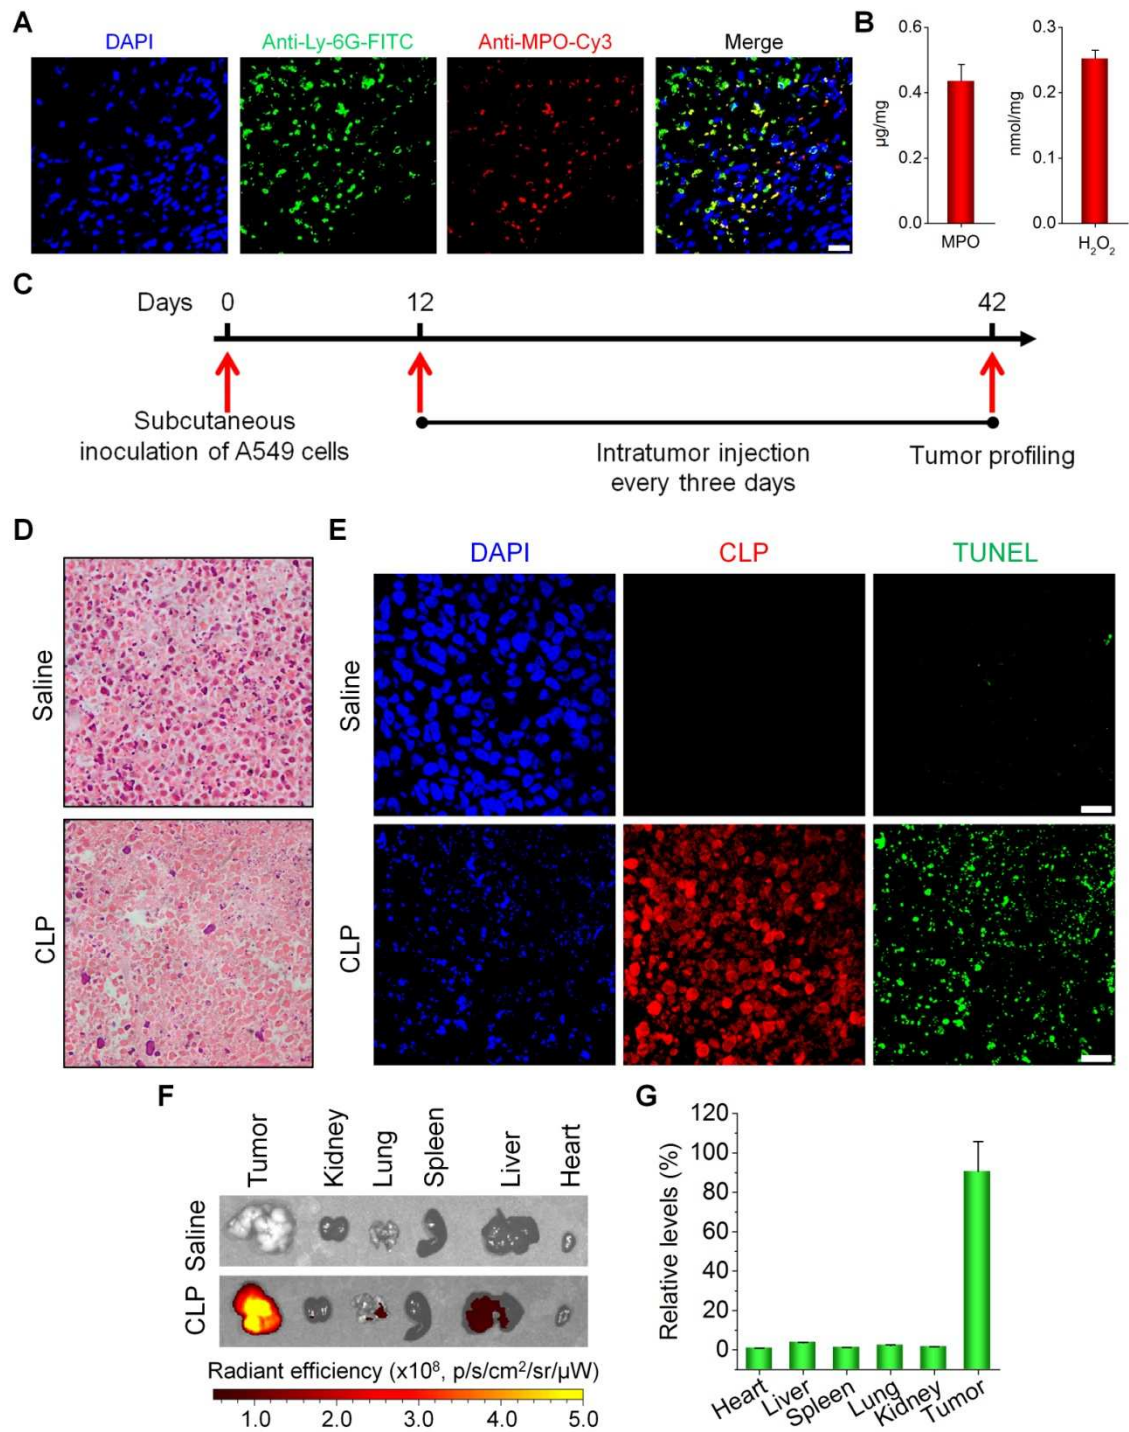 A
DAPI
Anti-Ly-6G-FITC
Anti-MPO-Cy3
Merge
B
0.6
0.4
0.2
0.0
µg/mg
MPO
0.3
0.2
0.1
0.0
nmol/mg
H₂O₂
C
Days
0
12
42
Subcutaneous
inoculation of A549 cells
Intratumor injection
every three days
Tumor profiling
D
Saline
CLP
E
DAPI
CLP
TUNEL
Saline
CLP
F
Tumor
Kidney
Lung
Spleen
Liver
Heart
Saline
CLP
Radiant efficiency (x10⁸, p/s/cm²/sr/µW)
1.0 2.0 3.0 4.0 5.0
G
120
100
80
60
40
20
0
Relative levels (%)
Heart
Liver
Spleen
Lung
Kidney
Tumor